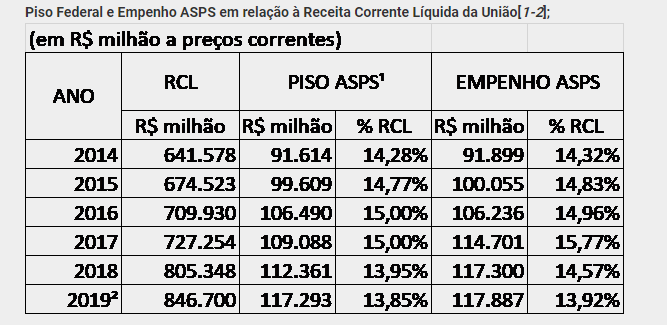 Piso Federal e Empenho ASPS em relação à Receita Corrente Líquida da União[1-2];
(em R$ milhão a preços correntes)
ANO RCL PISO ASPS¹ EMPENHO ASPS
R$ milhão R$ milhão % RCL R$ milhão % RCL
2014 641.578 91.614 14,28% 91.899 14,32%
2015 674.523 99.609 14,77% 100.055 14,83%
2016 709.930 106.490 15,00% 106.236 14,96%
2017 727.254 109.088 15,00% 114.701 15,77%
2018 805.348 112.361 13,95% 117.300 14,57%
2019² 846.700 117.293 13,85% 117.887 13,92%